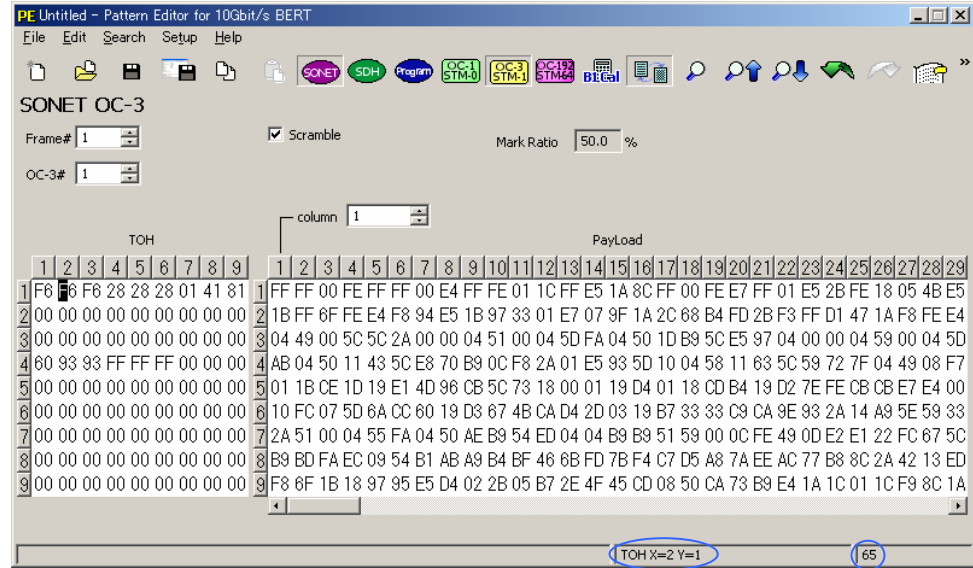 PE Untitled - Pattern Editor for 10Gbit/s BERT
File Edit Search Setup Help
SONET SDH Program OC-1 STM-0 OC-3 STM-1 OC-192 STM64 BITCal »
SONET OC-3
Frame# 1 Scramble Mark Ratio 50.0 %
OC-3# 1
column 1
TOH PayLoad
1 2 3 4 5 6 7 8 9 1 2 3 4 5 6 7 8 9 10 11 12 13 14 15 16 17 18 19 20 21 22 23 24 25 26 27 28 29
1 F6 F6 F6 28 28 28 01 41 81 1 FF FF 00 FE FF FF 00 E4 FF FE 01 1C FF E5 1A 8C FF 00 FE E7 FF 01 E5 2B FE 18 05 4B E5
2 00 00 00 00 00 00 00 00 00 2 1B FF 6F FE E4 F8 94 E5 1B 97 33 01 E7 07 9F 1A 2C 68 B4 FD 2B F3 FF D1 47 1A F8 FE E4
3 00 00 00 00 00 00 00 00 00 3 04 49 00 5C 5C 2A 00 00 04 51 00 04 5D FA 04 50 1D B9 5C E5 97 04 00 00 04 59 00 04 5D
4 60 93 93 FF FF FF 00 00 00 4 AB 04 50 11 43 5C E8 70 B9 0C F8 2A 01 E5 93 5D 10 04 58 11 63 5C 59 72 7F 04 49 08 F7
5 00 00 00 00 00 00 00 00 00 5 01 1B CE 1D 19 E1 4D 96 CB 5C 73 18 00 01 19 D4 01 18 CD B4 19 D2 7E FE CB CB E7 E4 00
6 00 00 00 00 00 00 00 00 00 6 10 FC 07 5D 6A CC 60 19 D3 67 4B CA D4 2D 03 19 B7 33 33 C9 CA 9E 93 2A 14 A9 5E 59 33
7 00 00 00 00 00 00 00 00 00 7 2A 51 00 04 55 FA 04 50 AE B9 54 ED 04 04 B9 B9 51 59 00 0C FE 49 0D E2 E1 22 FC 67 5C
8 00 00 00 00 00 00 00 00 00 8 B9 BD FA EC 09 54 B1 AB A9 B4 BF 46 6B FD 7B F4 C7 D5 A8 7A EE AC 77 B8 8C 2A 42 13 ED
9 00 00 00 00 00 00 00 00 00 9 F8 6F 1B 18 97 95 E5 D4 02 2B 05 B7 2E 4F 45 CD 08 50 CA 73 B9 E4 1A 1C 01 1C F9 8C 1A
TOH X=2 Y=1 65